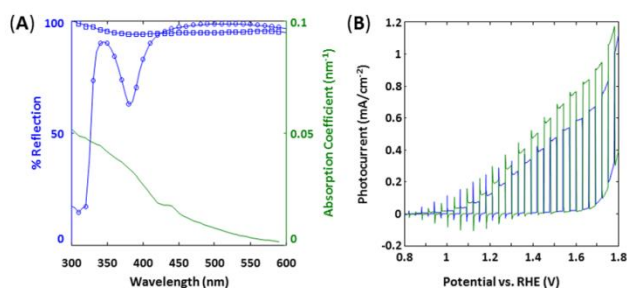 (A)
100
50
0
% Reflection
0.1
0.05
0
Absorption Coefficient (nm-1)
300 350 400 450 500 550 600
Wavelength (nm)
(B)
1.2
1
0.8
0.6
0.4
0.2
0
-0.2
Photocurrent (mA/cm-2)
0.8 1 1.2 1.4 1.6 1.8
Potential vs. RHE (V)